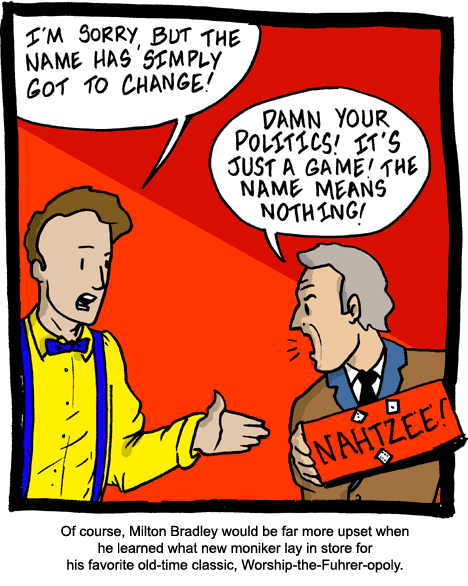 I'M SORRY BUT THE
NAME HAS SIMPLY
GOT TO CHANGE!
DAMN YOUR
POLITICS! IT'S
JUST A GAME! THE
NAME MEANS
NOTHING!
NAHTZEE!
Of course, Milton Bradley would be far more upset when
he learned what new moniker lay in store for
his favorite old-time classic, Worship-the-Fuhrer-opoly.